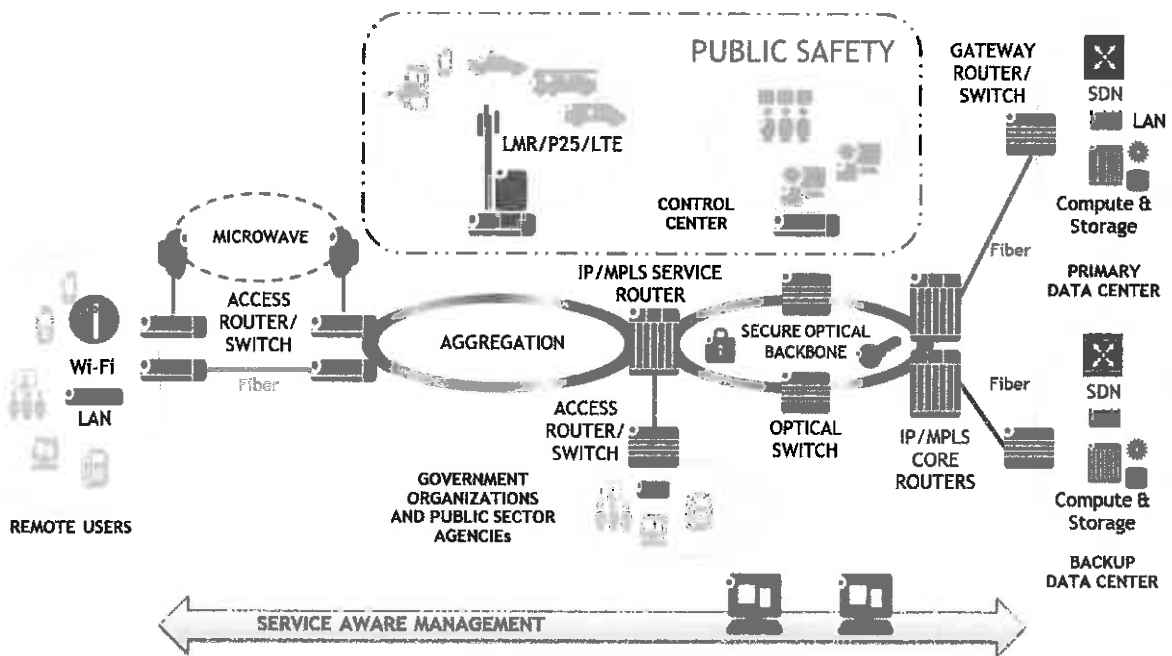 PUBLIC SAFETY
GATEWAY
ROUTER/
SWITCH
SDN
LAN
LMR/P25/LTE
CONTROL
CENTER
Compute &
Storage
Fiber
PRIMARY
DATA CENTER
MICROWAVE
IP/MPLS SERVICE
ROUTER
ACCESS
ROUTER/
SWITCH
AGGREGATION
SECURE OPTICAL
BACKBONE
Wi-Fi
Fiber
LAN
ACCESS
ROUTER/
SWITCH
OPTICAL
SWITCH
IP/MPLS
CORE
ROUTERS
Fiber
SDN
Compute &
Storage
GOVERNMENT
ORGANIZATIONS
AND PUBLIC SECTOR
AGENCIEs
REMOTE USERS
BACKUP
DATA CENTER
SERVICE AWARE MANAGEMENT